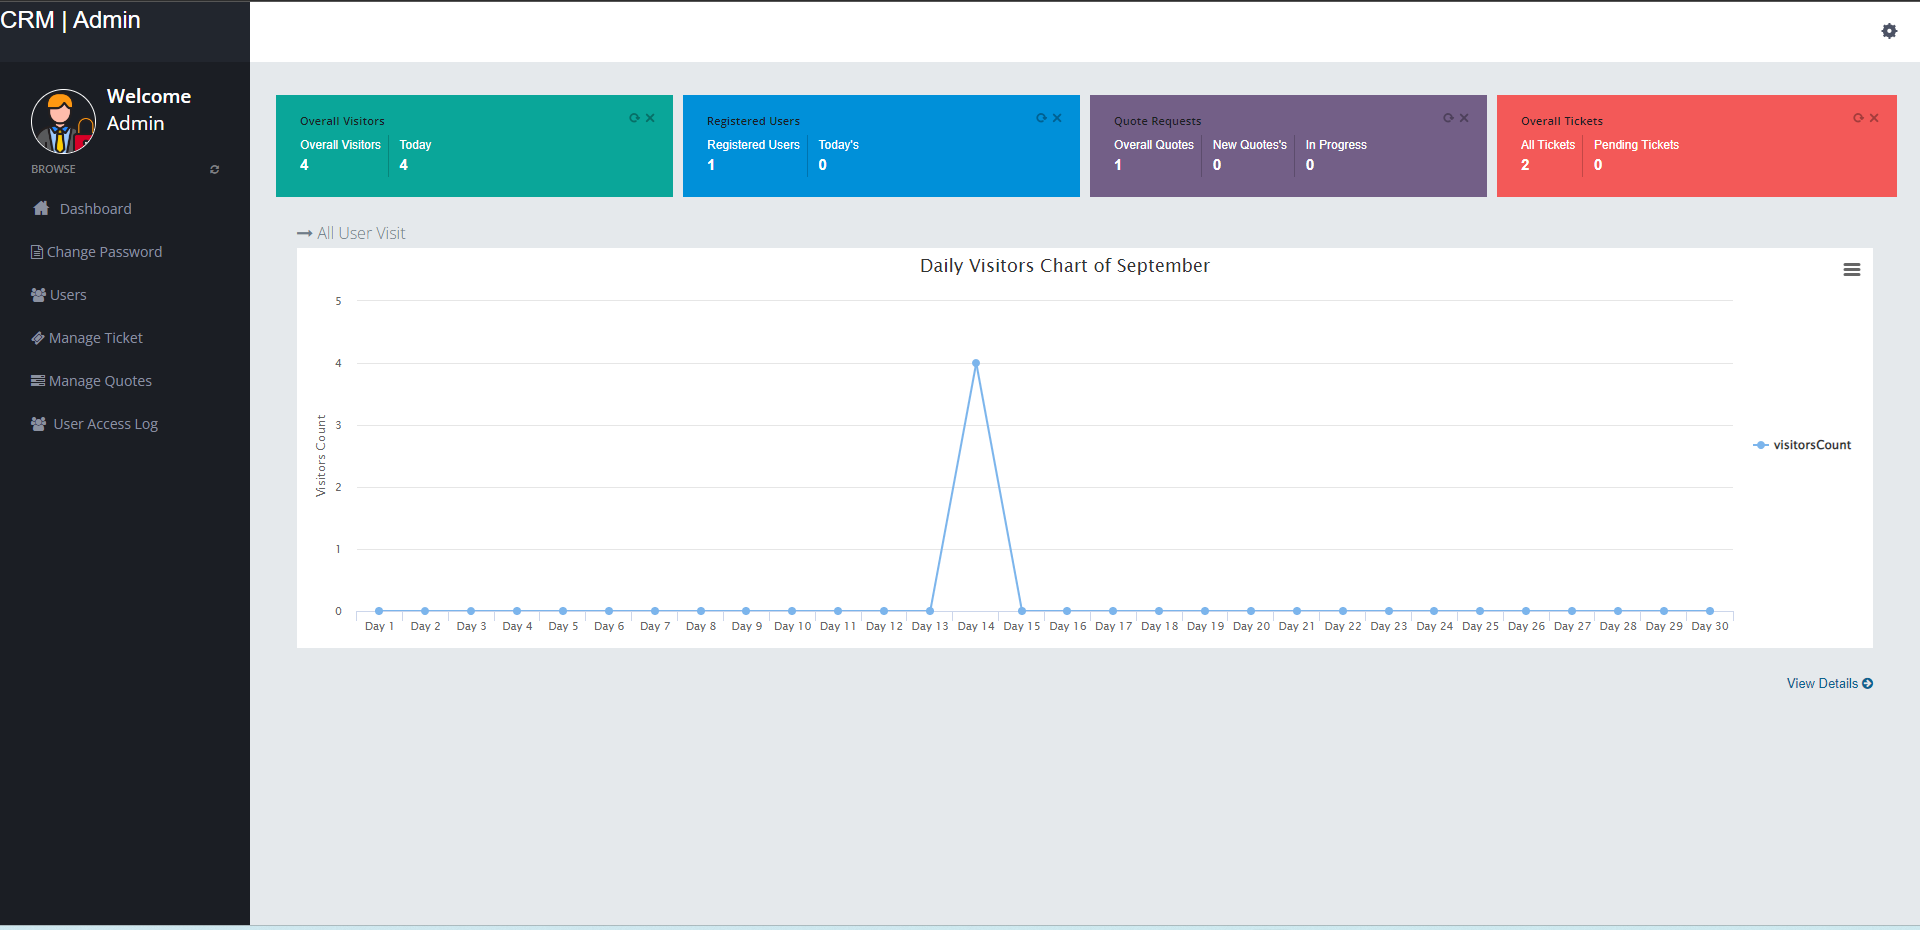 CRM | Admin
Welcome
Admin
BROWSE
Dashboard
Change Password
Users
Manage Ticket
Manage Quotes
User Access Log
Overall Visitors
Overall Visitors Today
4 4
Registered Users
Registered Users Today's
1 0
Quote Requests
Overall Quotes New Quotes's In Progress
1 0 0
Overall Tickets
All Tickets Pending Tickets
2 0
All User Visit
Daily Visitors Chart of September
Visitors Count
5
4
3
2
1
0
Day 1 Day 2 Day 3 Day 4 Day 5 Day 6 Day 7 Day 8 Day 9 Day 10 Day 11 Day 12 Day 13 Day 14 Day 15 Day 16 Day 17 Day 18 Day 19 Day 20 Day 21 Day 22 Day 23 Day 24 Day 25 Day 26 Day 27 Day 28 Day 29 Day 30
visitorsCount
View Details